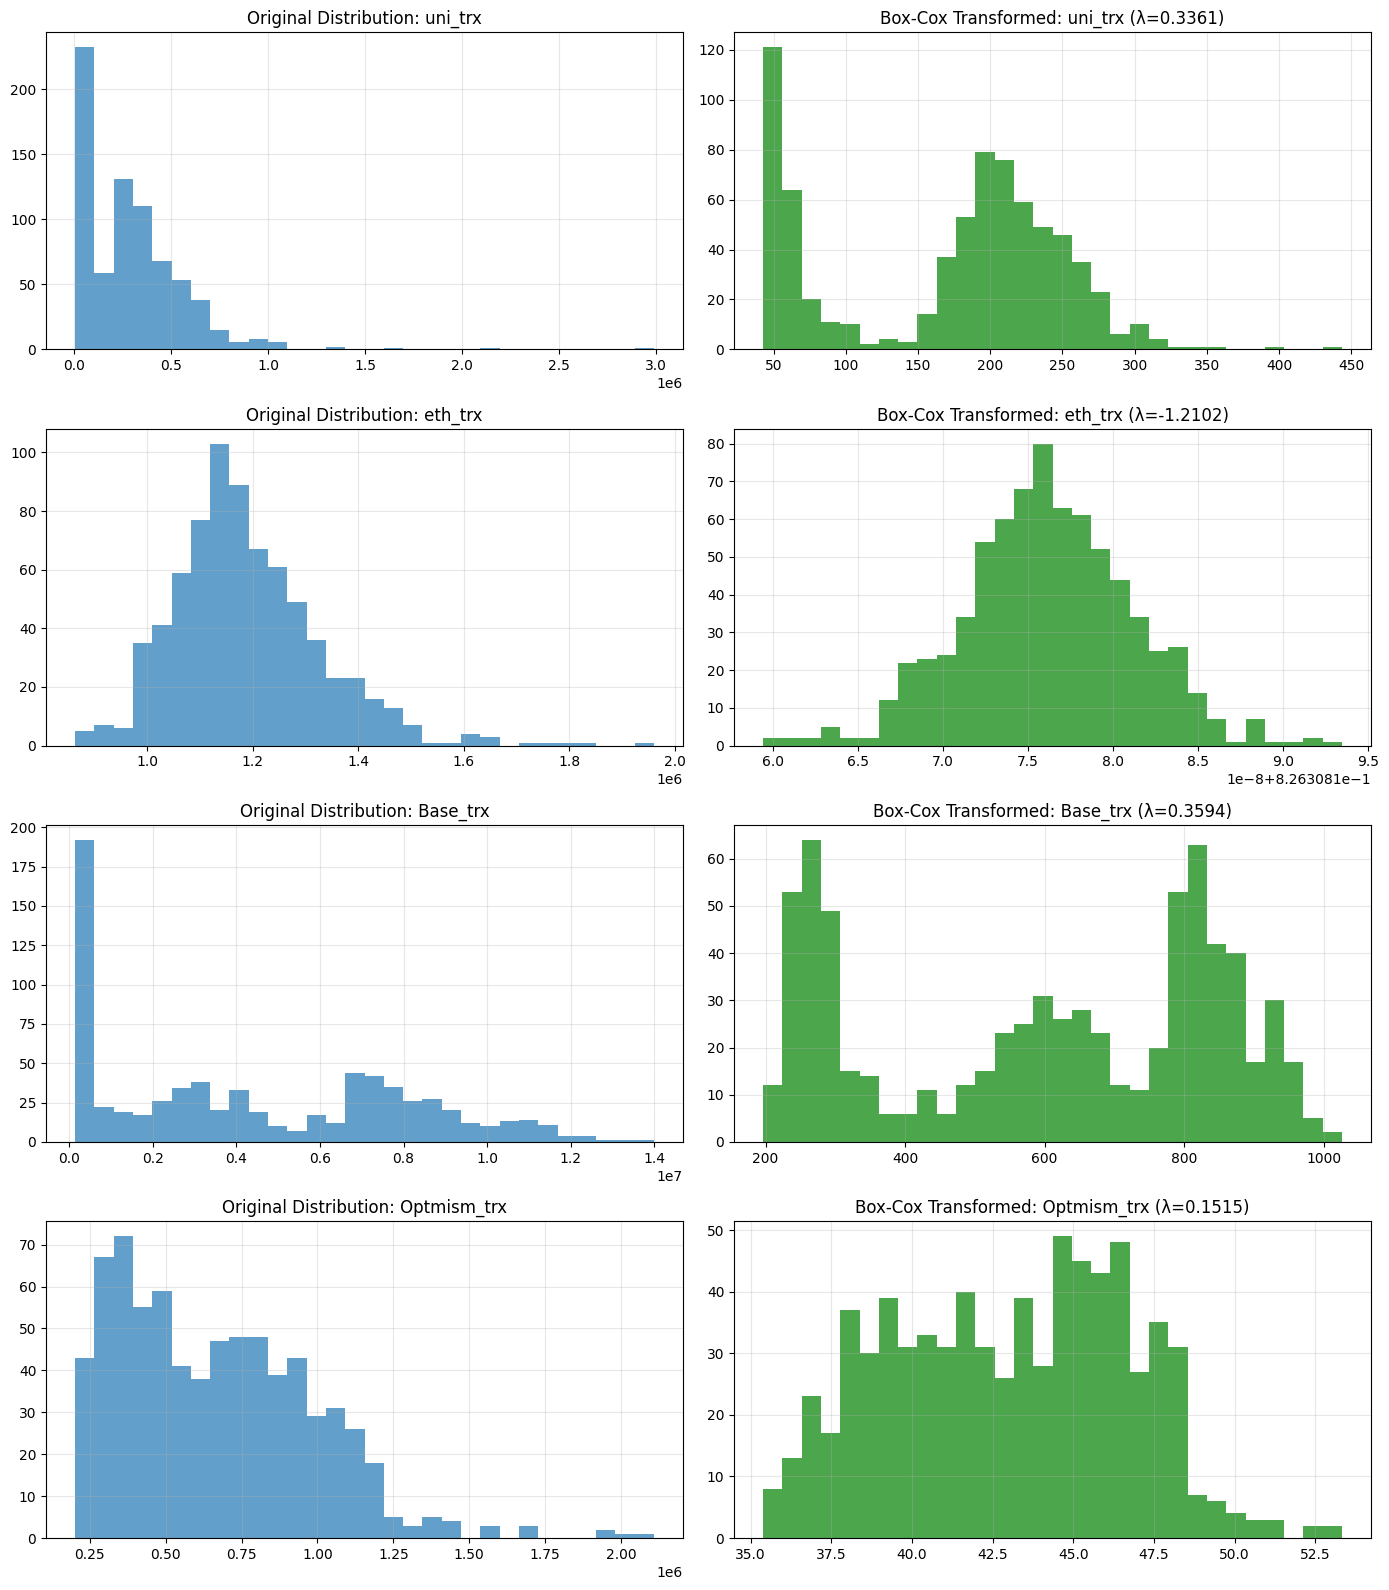 Original Distribution: uni_trx
Box-Cox Transformed: uni_trx (λ=0.3361)
200
150
100
50
0
0.0 0.5 1.0 1.5 2.0 2.5 3.0
1e6
120
100
80
60
40
20
0
50 100 150 200 250 300 350 400 450
Original Distribution: eth_trx
Box-Cox Transformed: eth_trx (λ=-1.2102)
100
80
60
40
20
0
1.0 1.2 1.4 1.6 1.8 2.0
1e6
80
70
60
50
40
30
20
10
0
6.0 6.5 7.0 7.5 8.0 8.5 9.0 9.5
1e−8+8.263081e−1
Original Distribution: Base_trx
Box-Cox Transformed: Base_trx (λ=0.3594)
200
175
150
125
100
75
50
25
0
0.0 0.2 0.4 0.6 0.8 1.0 1.2 1.4
1e7
60
50
40
30
20
10
0
200 400 600 800 1000
Original Distribution: Optmism_trx
Box-Cox Transformed: Optmism_trx (λ=0.1515)
70
60
50
40
30
20
10
0
0.25 0.50 0.75 1.00 1.25 1.50 1.75 2.00
1e6
50
40
30
20
10
0
35.0 37.5 40.0 42.5 45.0 47.5 50.0 52.5